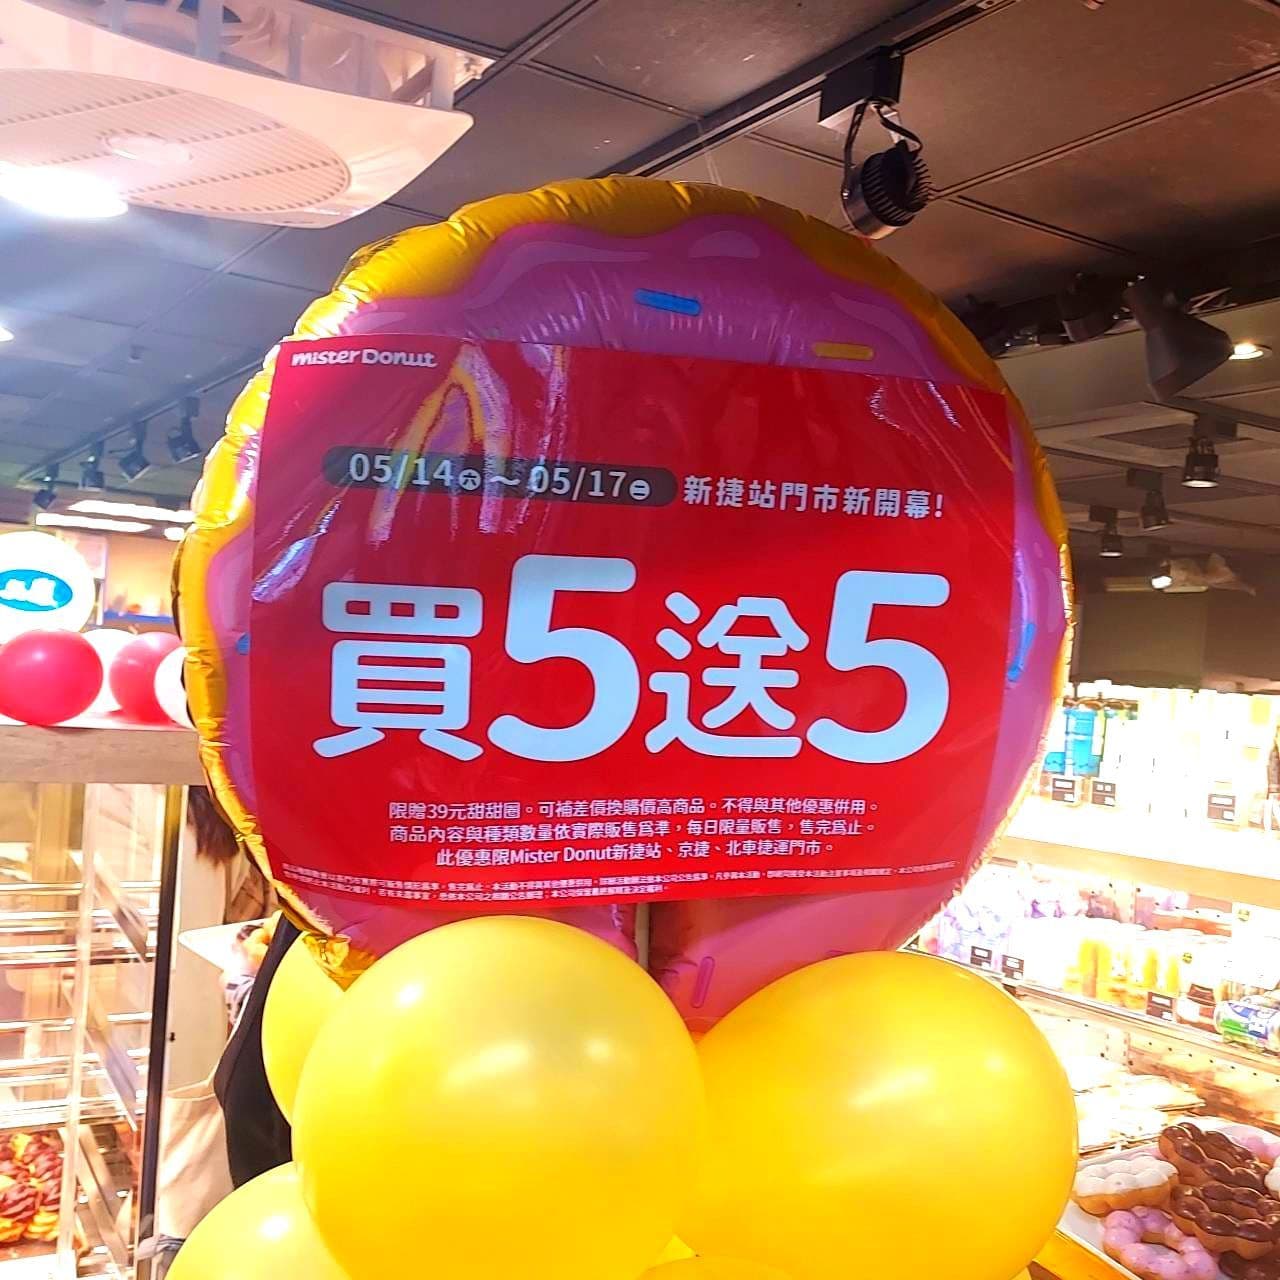 mister Donut
05/14㊅～05/17㊂ 新捷站門市新開幕!
買5送5
限贈39元甜甜圈。可補差價換購價高商品。不得與其他優惠併用。
商品內容與種類數量依實際販售為準，每日限量販售，售完為止。
此優惠限Mister Donut新捷站、京捷、北車捷運門市。